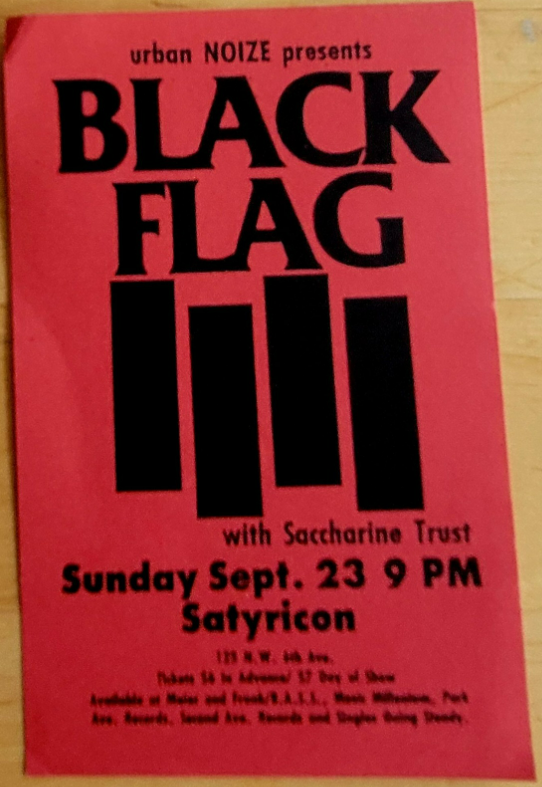 urban NOIZE presents
BLACK
FLAG
with Saccharine Trust
Sunday Sept. 23 9 PM
Satyricon
125 N.W. 6th Ave.
Tickets $6 in Advance/ $7 Day of Show
Available at Meier and Frank/B.A.S.S., Music Millenium, Park
Ave. Records, Second Ave. Records and Singles Going Steady.